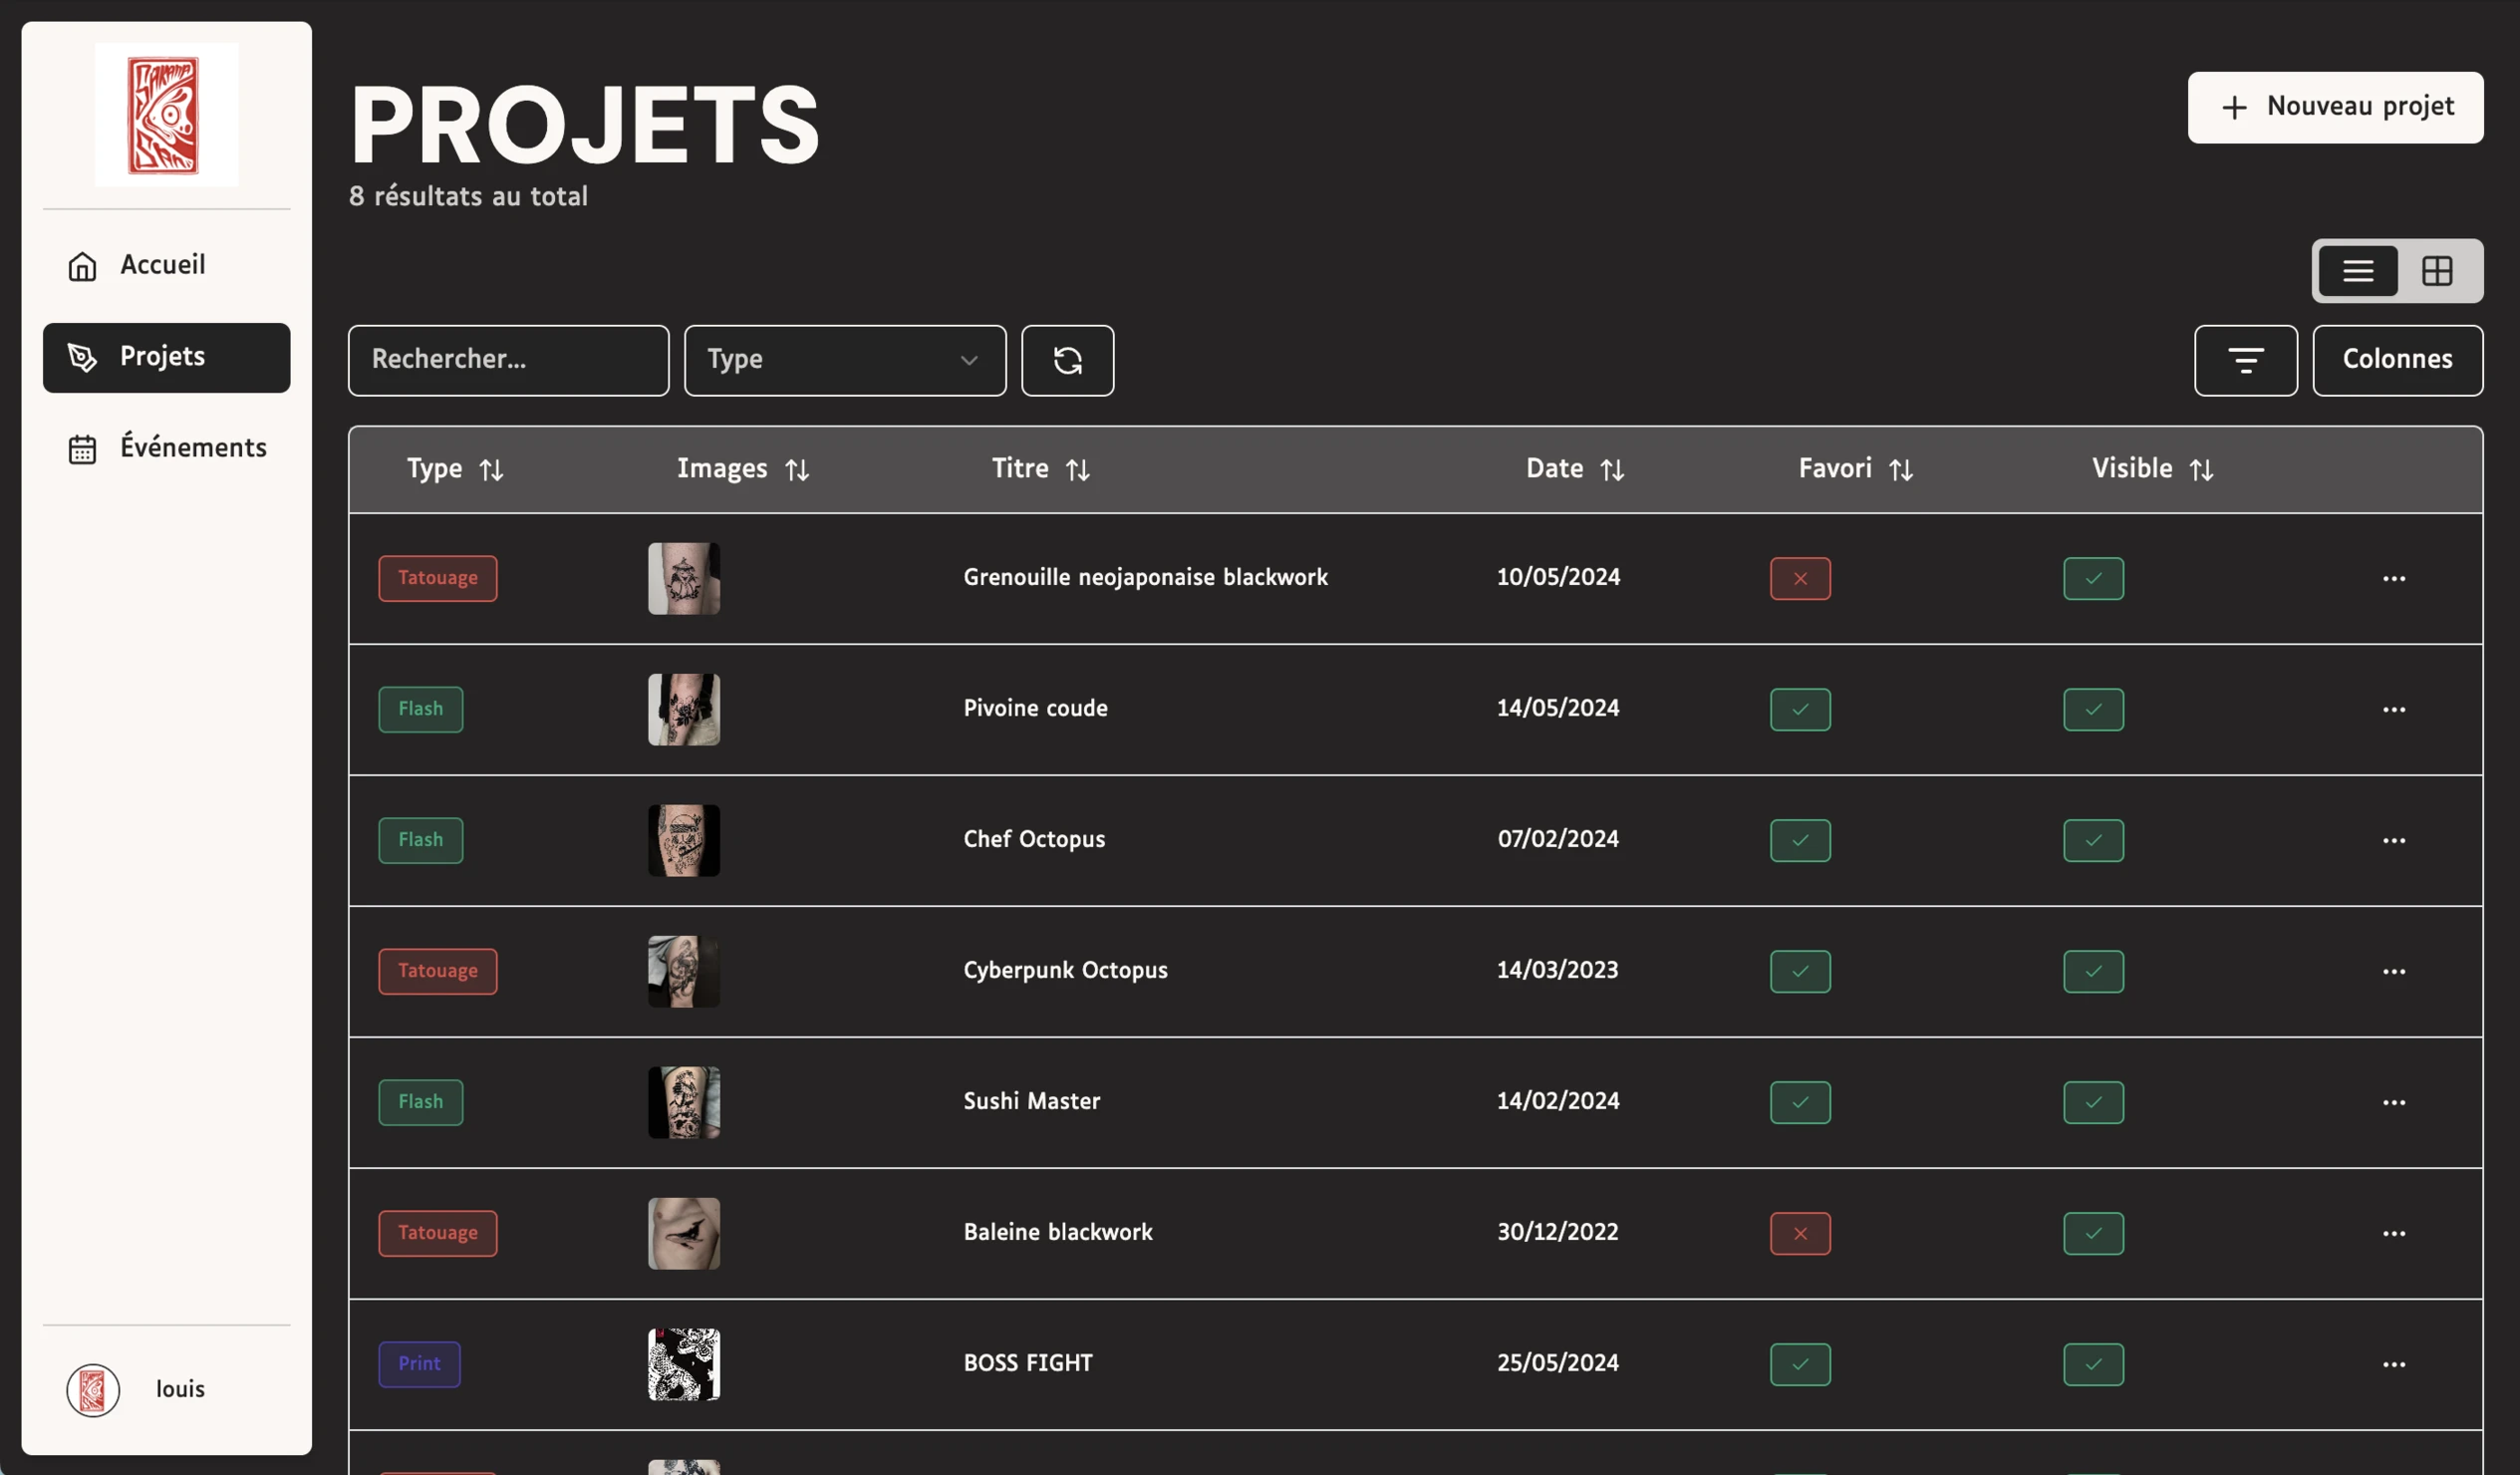 SAKANA
SAN
PROJETS
Nouveau projet
8 résultats au total
Accueil
Projets
Événements
Rechercher...
Type
Colonnes
Type Images Titre Date Favori Visible
Tatouage Grenouille neojaponaise blackwork 10/05/2024
Flash Pivoine coude 14/05/2024
Flash Chef Octopus 07/02/2024
Tatouage Cyberpunk Octopus 14/03/2023
Flash Sushi Master 14/02/2024
Tatouage Baleine blackwork 30/12/2022
Print BOSS FIGHT 25/05/2024
louis